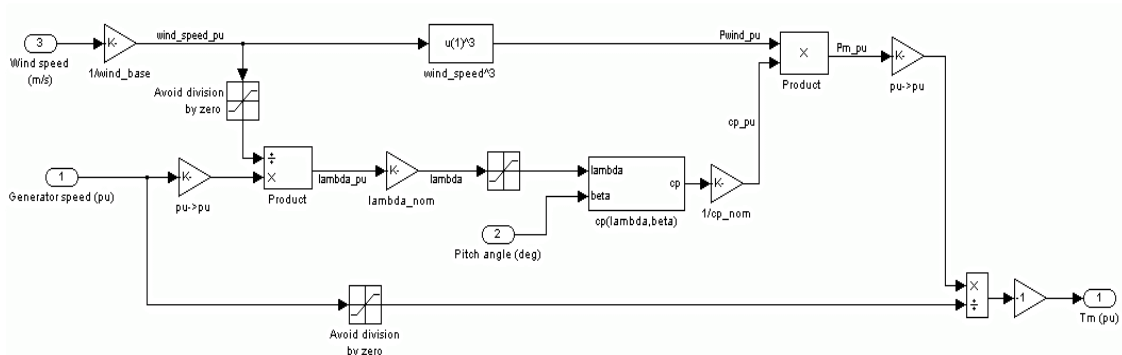 3
Wind speed
(m/s)
K-
1/wind_base
wind_speed_pu
u(1)^3
wind_speed^3
Pwind_pu
X
Product
Pm_pu
K-
pu->pu
Avoid division
by zero
cp_pu
1
Generator speed (pu)
K-
pu->pu
÷
X
Product
lambda_pu
K-
lambda_nom
lambda
lambda
beta
cp
cp(lambda,beta)
K-
1/cp_nom
2
Pitch angle (deg)
Avoid division
by zero
X
÷
-1
1
Tm (pu)